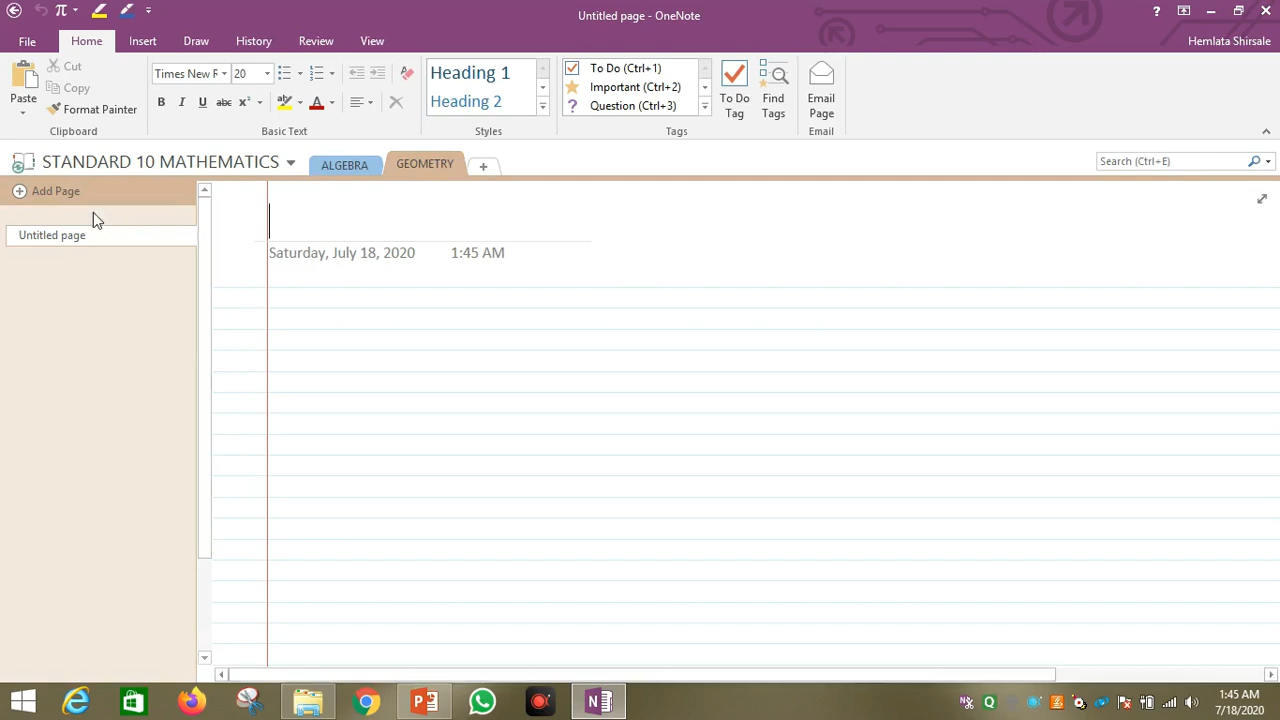 Untitled page - OneNote
?
File Home Insert Draw History Review View
Hemlata Shirsale
Paste
Cut
Copy
Format Painter
Clipboard
Times New R 20
B I U abc x² A
Basic Text
Heading 1
Heading 2
Styles
To Do (Ctrl+1)
Important (Ctrl+2)
? Question (Ctrl+3)
Tags
To Do
Tag
Find
Tags
Email
Page
Email
STANDARD 10 MATHEMATICS ALGEBRA GEOMETRY +
Search (Ctrl+E)
Add Page
Untitled page
Saturday, July 18, 2020 1:45 AM
1:45 AM
7/18/2020